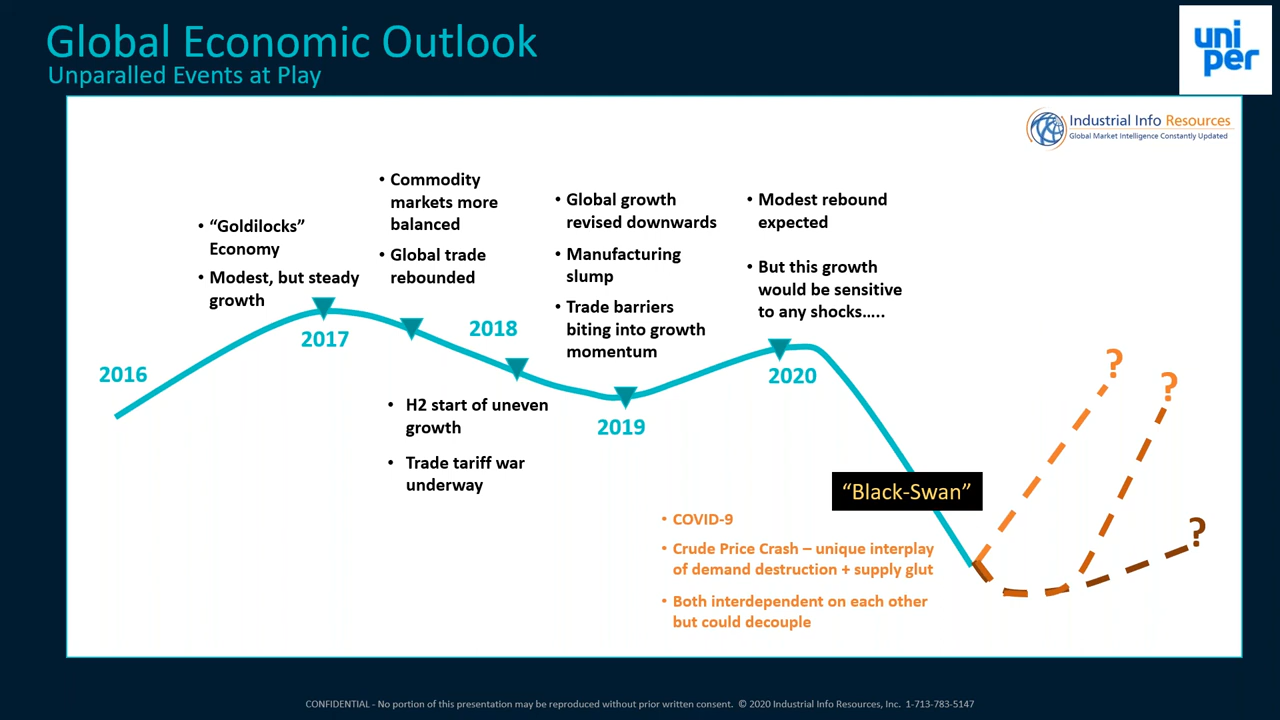 Global Economic Outlook
Unparalled Events at Play
uni
per
Industrial Info Resources
Global Market Intelligence Constantly Updated
2016
• “Goldilocks”
Economy
• Modest, but steady
growth
2017
• Commodity
markets more
balanced
• Global trade
rebounded
2018
• H2 start of uneven
growth
• Trade tariff war
underway
• Global growth
revised downwards
• Manufacturing
slump
• Trade barriers
biting into growth
momentum
2019
• Modest rebound
expected
• But this growth
would be sensitive
to any shocks.....
2020
“Black-Swan”
• COVID-9
• Crude Price Crash – unique interplay
of demand destruction + supply glut
• Both interdependent on each other
but could decouple
?
?
?
CONFIDENTIAL - No portion of this presentation may be reproduced without prior written consent. © 2020 Industrial Info Resources, Inc. 1-713-783-5147